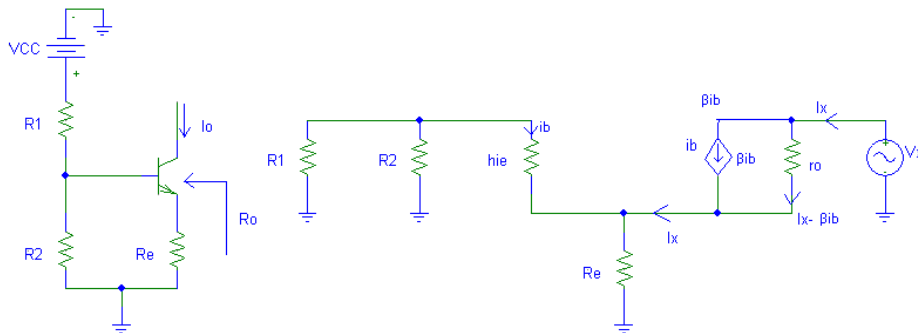 -
VCC
+
R1
Io
R2
Ro
Re
R1
R2
ib
hie
βib
ib
βib
Ix
ro
Ix- βib
Ix
Re
+
-